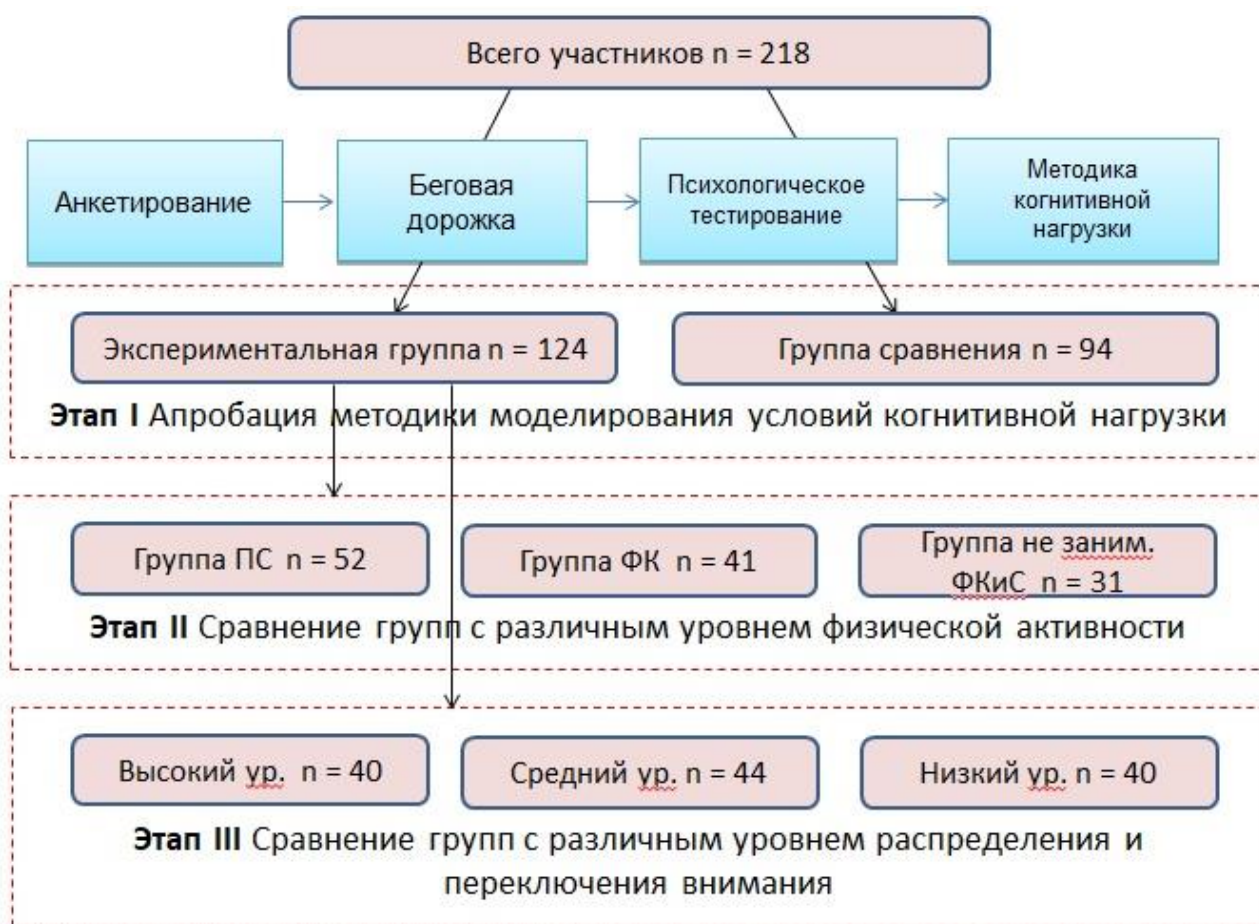 Всего участников n = 218
Анкетирование
Беговая
дорожка
Психологическое
тестирование
Методика
когнитивной
нагрузки
Экспериментальная группа n = 124
Группа сравнения n = 94
Этап I Апробация методики моделирования условий когнитивной нагрузки
Группа ПС n = 52
Группа ФК n = 41
Группа не заним.
ФКиС n = 31
Этап II Сравнение групп с различным уровнем физической активности
Высокий ур. n = 40
Средний ур. n = 44
Низкий ур. n = 40
Этап III Сравнение групп с различным уровнем распределения и
переключения внимания